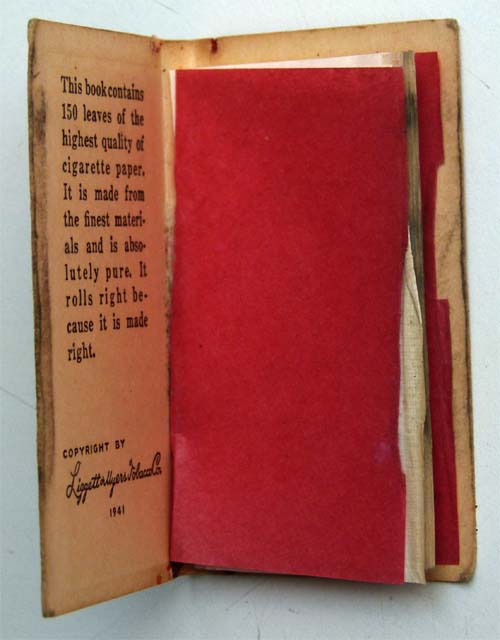 This book contains
150 leaves of the
highest quality of
cigarette paper.
It is made from
the finest materi-
als and is abso-
lutely pure. It
rolls right be-
cause it is made
right.
COPYRIGHT BY
Liggett & Myers Tobacco Co.
1941